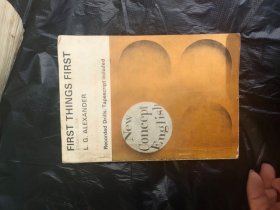 FIRST THINGS FIRST
L. G. ALEXANDER
Recorded Drills: Tapescript included
New
Concept
English